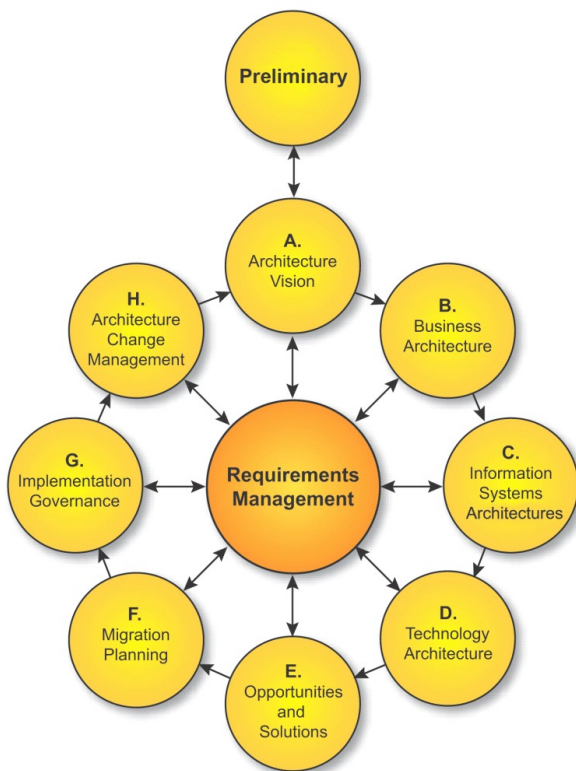 Preliminary
A.
Architecture
Vision
B.
Business
Architecture
C.
Information
Systems
Architectures
D.
Technology
Architecture
E.
Opportunities
and
Solutions
F.
Migration
Planning
G.
Implementation
Governance
H.
Architecture
Change
Management
Requirements
Management